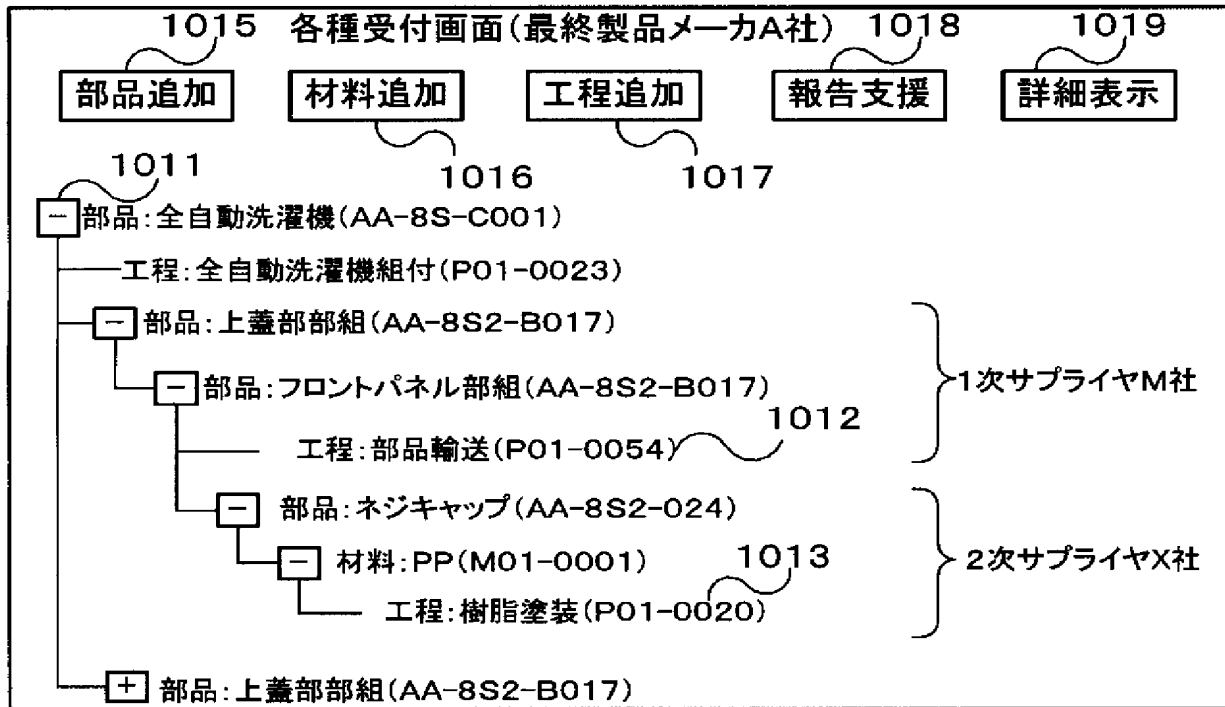 1015 各種受付画面(最終製品メーカA社) 1018 1019
部品追加 材料追加 工程追加 報告支援 詳細表示
1011 1016 1017
部品:全自動洗濯機(AA-8S-C001)
工程:全自動洗濯機組付(P01-0023)
部品:上蓋部部組(AA-8S2-B017)
部品:フロントパネル部組(AA-8S2-B017) 1次サプライヤM社
1012
工程:部品輸送(P01-0054)
部品:ネジキャップ(AA-8S2-024)
材料:PP(M01-0001) 1013 2次サプライヤX社
工程:樹脂塗装(P01-0020)
部品:上蓋部部組(AA-8S2-B017)